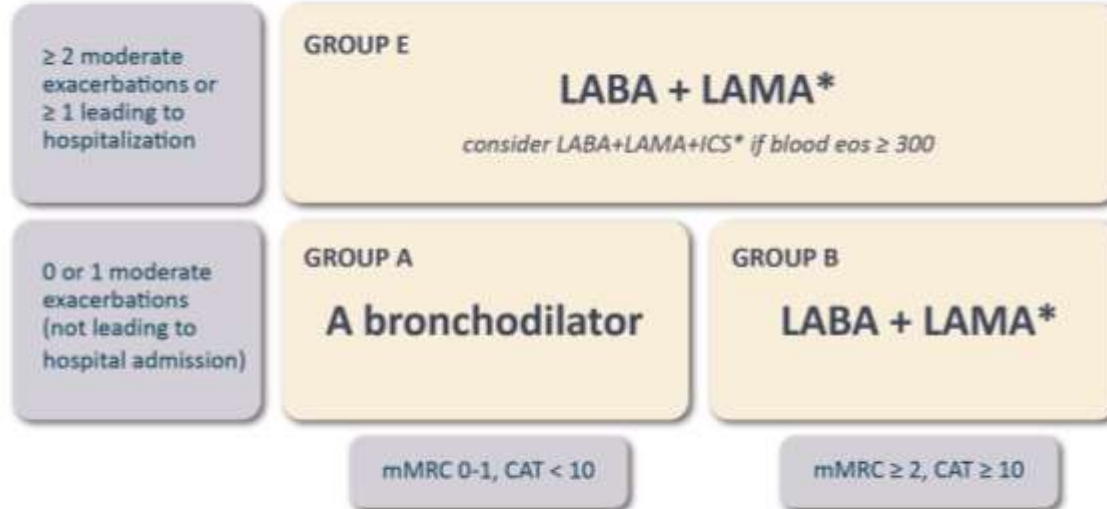 ≥ 2 moderate
exacerbations or
≥ 1 leading to
hospitalization
GROUP E
LABA + LAMA*
consider LABA+LAMA+ICS* if blood eos ≥ 300
0 or 1 moderate
exacerbations
(not leading to
hospital admission)
GROUP A
A bronchodilator
GROUP B
LABA + LAMA*
mMRC 0-1, CAT < 10
mMRC ≥ 2, CAT ≥ 10